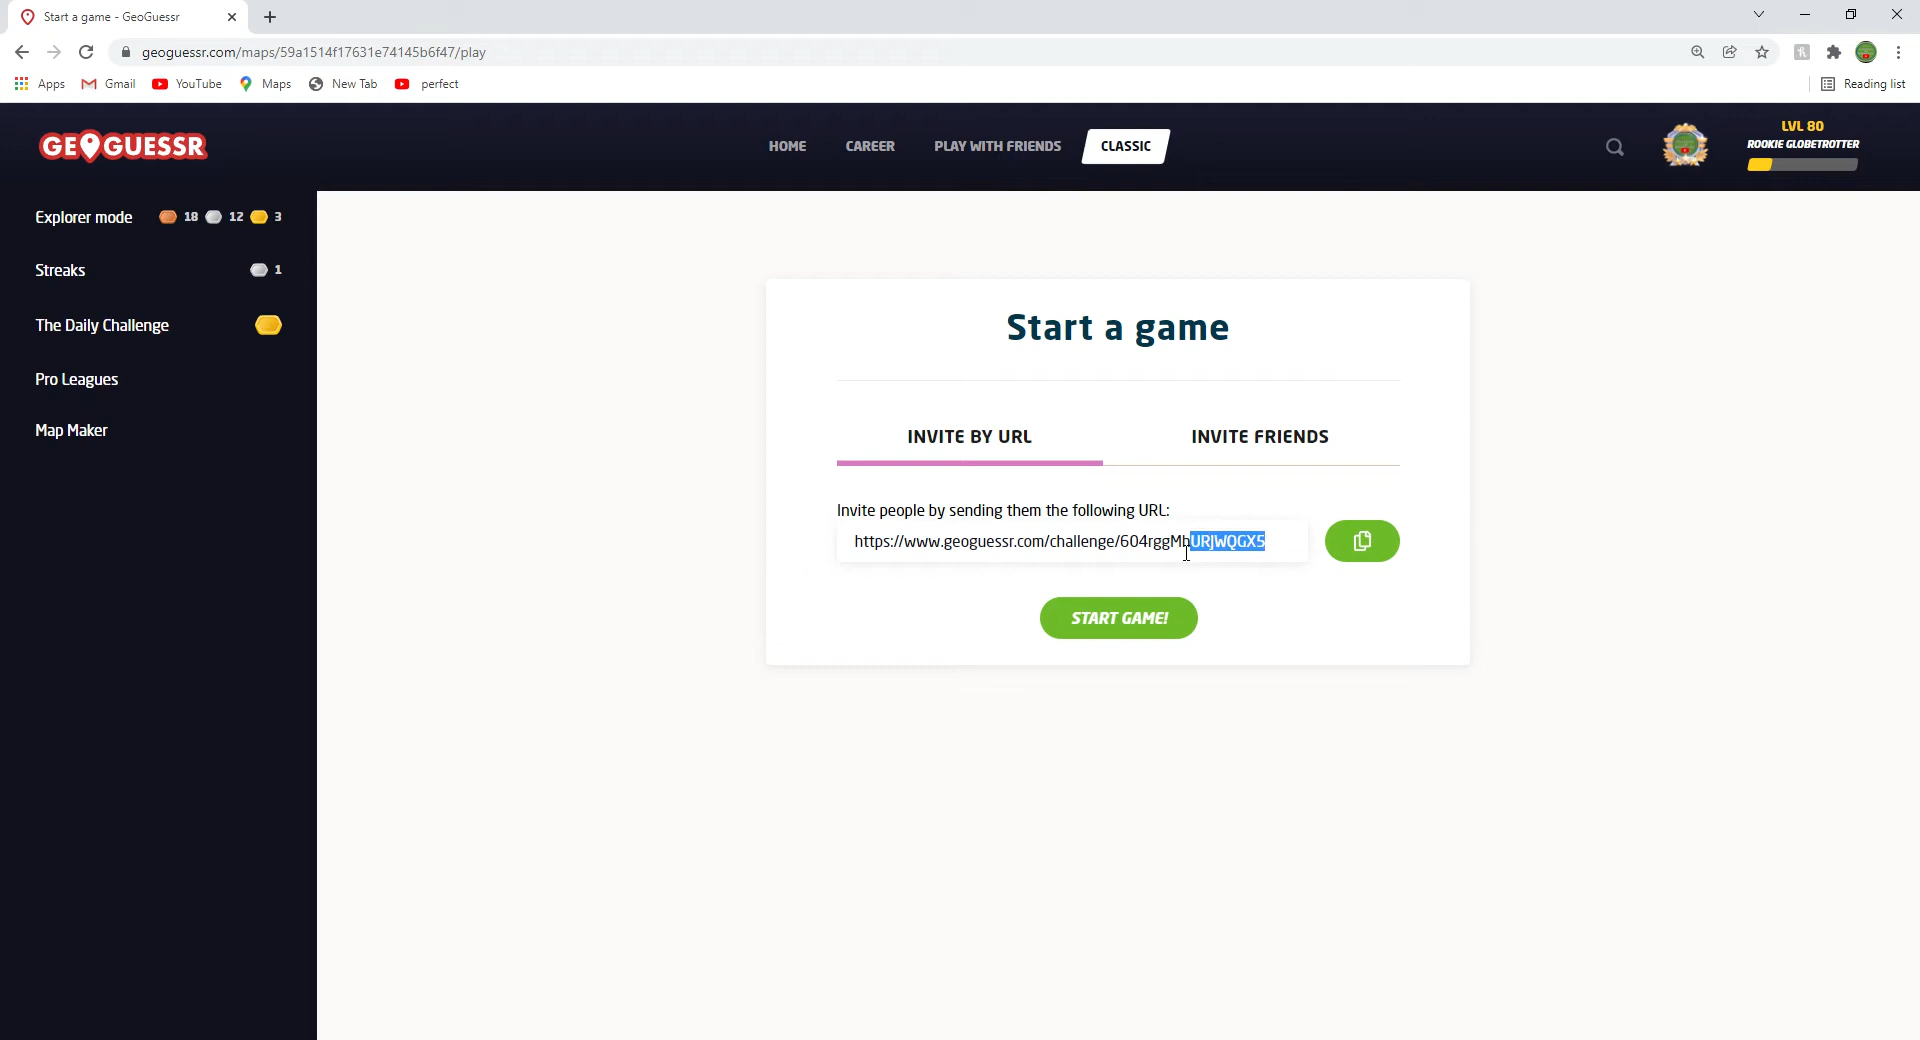 Start a game - GeoGuessr
geoguessr.com/maps/59a1514f17631e74145b6f47/play
Apps Gmail YouTube Maps New Tab perfect Reading list
GEOGUESSR
HOME CAREER PLAY WITH FRIENDS CLASSIC
LVL 80
ROOKIE GLOBETROTTER
Explorer mode 18 12 3
Streaks 1
The Daily Challenge
Pro Leagues
Map Maker
Start a game
INVITE BY URL INVITE FRIENDS
Invite people by sending them the following URL:
https://www.geoguessr.com/challenge/604rggMhURJWQGX5
START GAME!